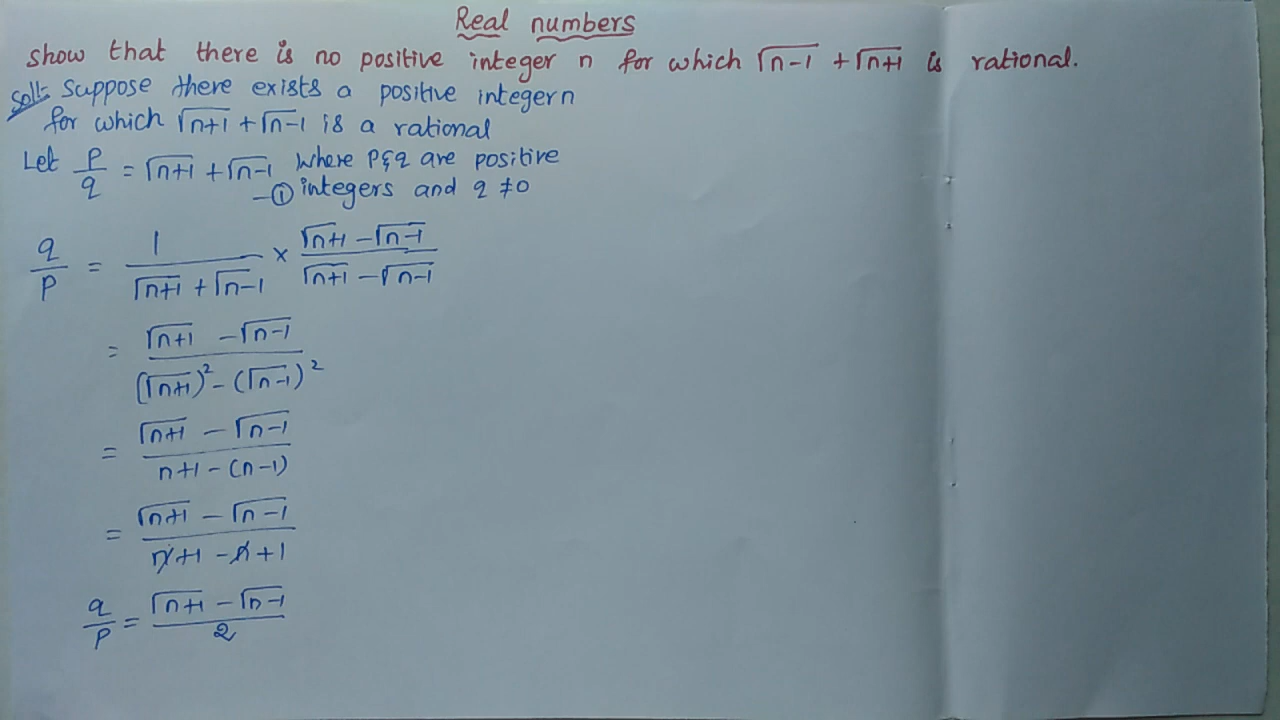 Real numbers
show that there is no positive integer n for which √n-1 + √n+1 is rational.
Sol:- Suppose there exists a positive integer n
for which √n+1 + √n-1 is a rational
Let p/q = √n+1 + √n-1 where p & q are positive
—① integers and q ≠ 0
q/p = 1/(√n+1 + √n-1) × (√n+1 - √n-1)/(√n+1 - √n-1)
= (√n+1 - √n-1)/((√n+1)² - (√n-1)²)
= (√n+1 - √n-1)/(n+1 - (n-1))
= (√n+1 - √n-1)/(n+1 - n+1)
q/p = (√n+1 - √n-1)/2